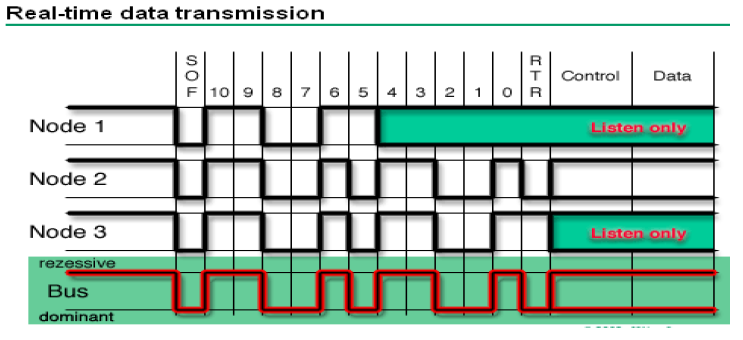 Real-time data transmission
S O F 10 9 8 7 6 5 4 3 2 1 0 R T R Control Data
Node 1 Listen only
Node 2
Node 3 Listen only
rezessive
Bus
dominant